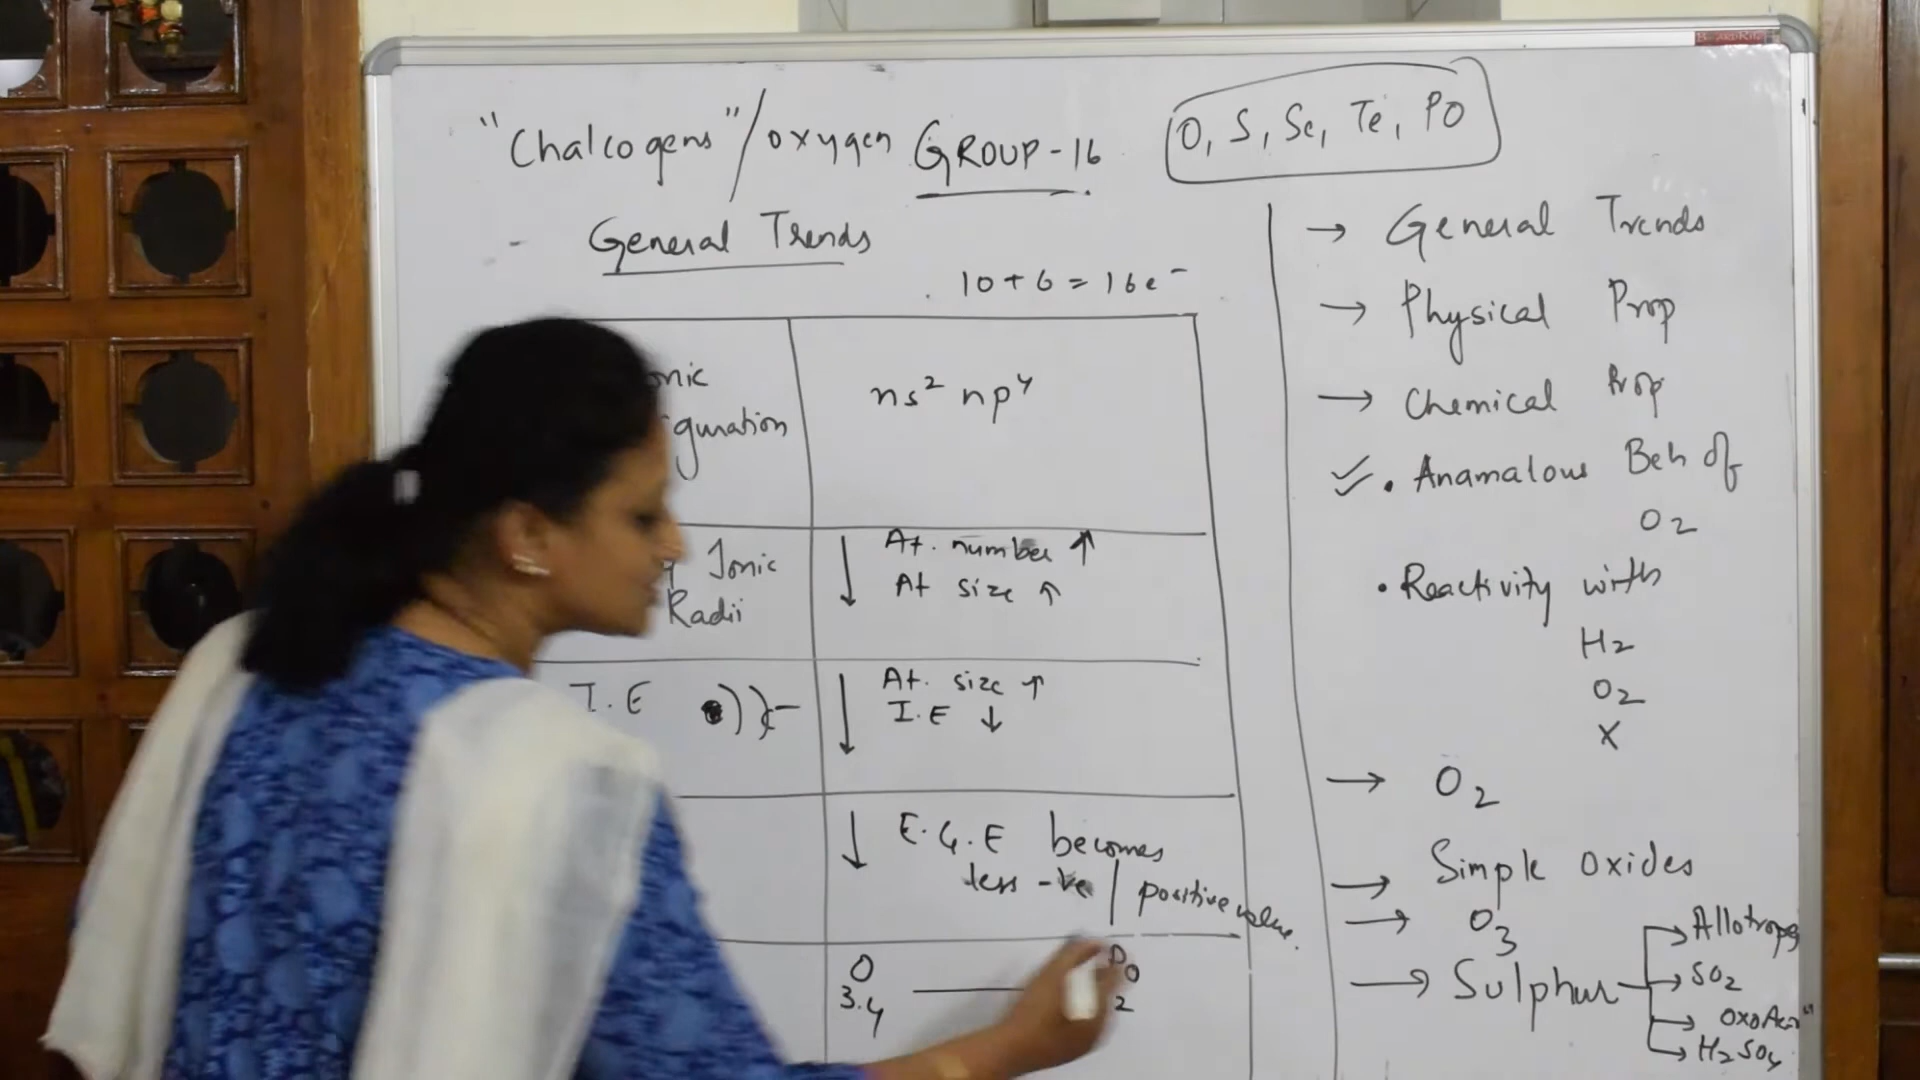 "Chalcogens"/oxygen GROUP-16
O, S, Se, Te, PO
- General Trends
10 + 6 = 16e⁻
onic
guration
ns² np⁴
Ionic
Radii
At. number ↑
At size ↑
I.E
At. size ↑
I.E ↓
E.G.E becomes
less -ve | positive value.
O
3.4
PO
2
→ General Trends
→ Physical Prop
→ Chemical Prop
• Anamalous Beh of
O2
• Reactivity with
H2
O2
X
→ O2
→ Simple oxides
→ O3
→ Sulphur
→ Allotropes
→ SO2
→ OxoAcid
→ H2SO4